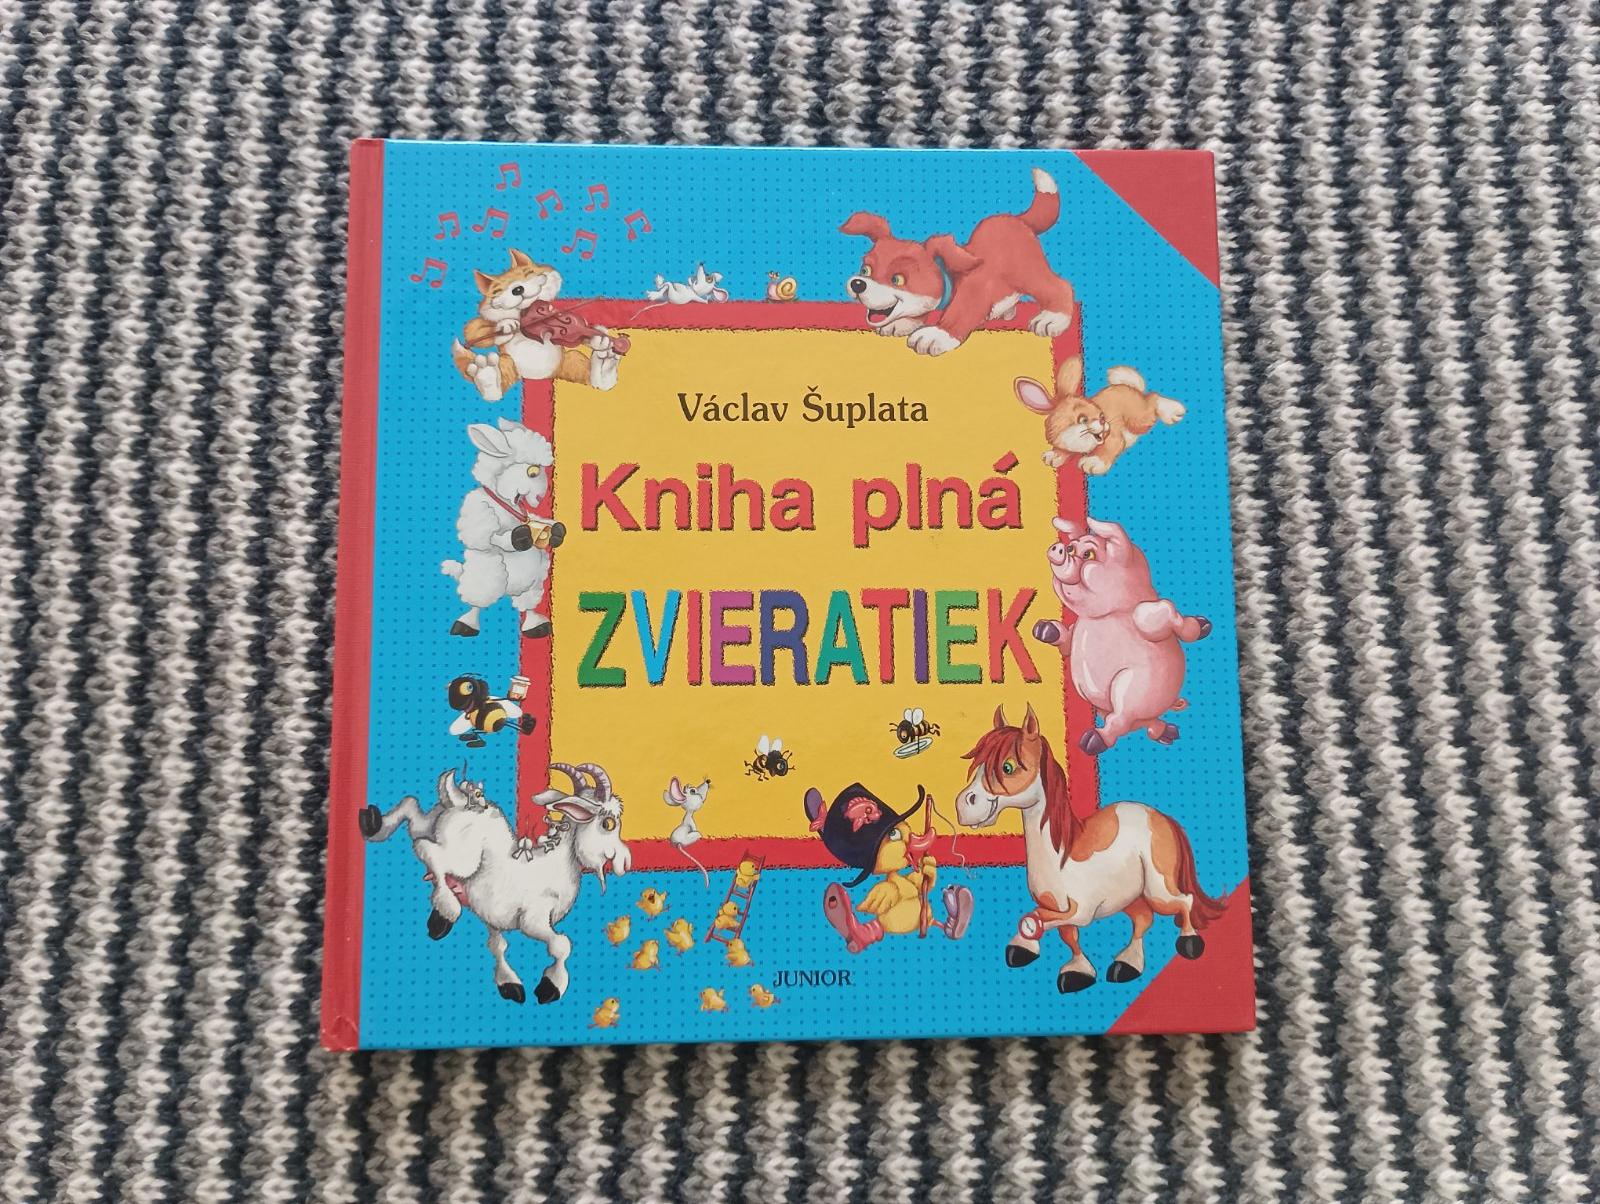 Václav Šuplata
Kniha plná
ZVIERATIEK
JUNIOR